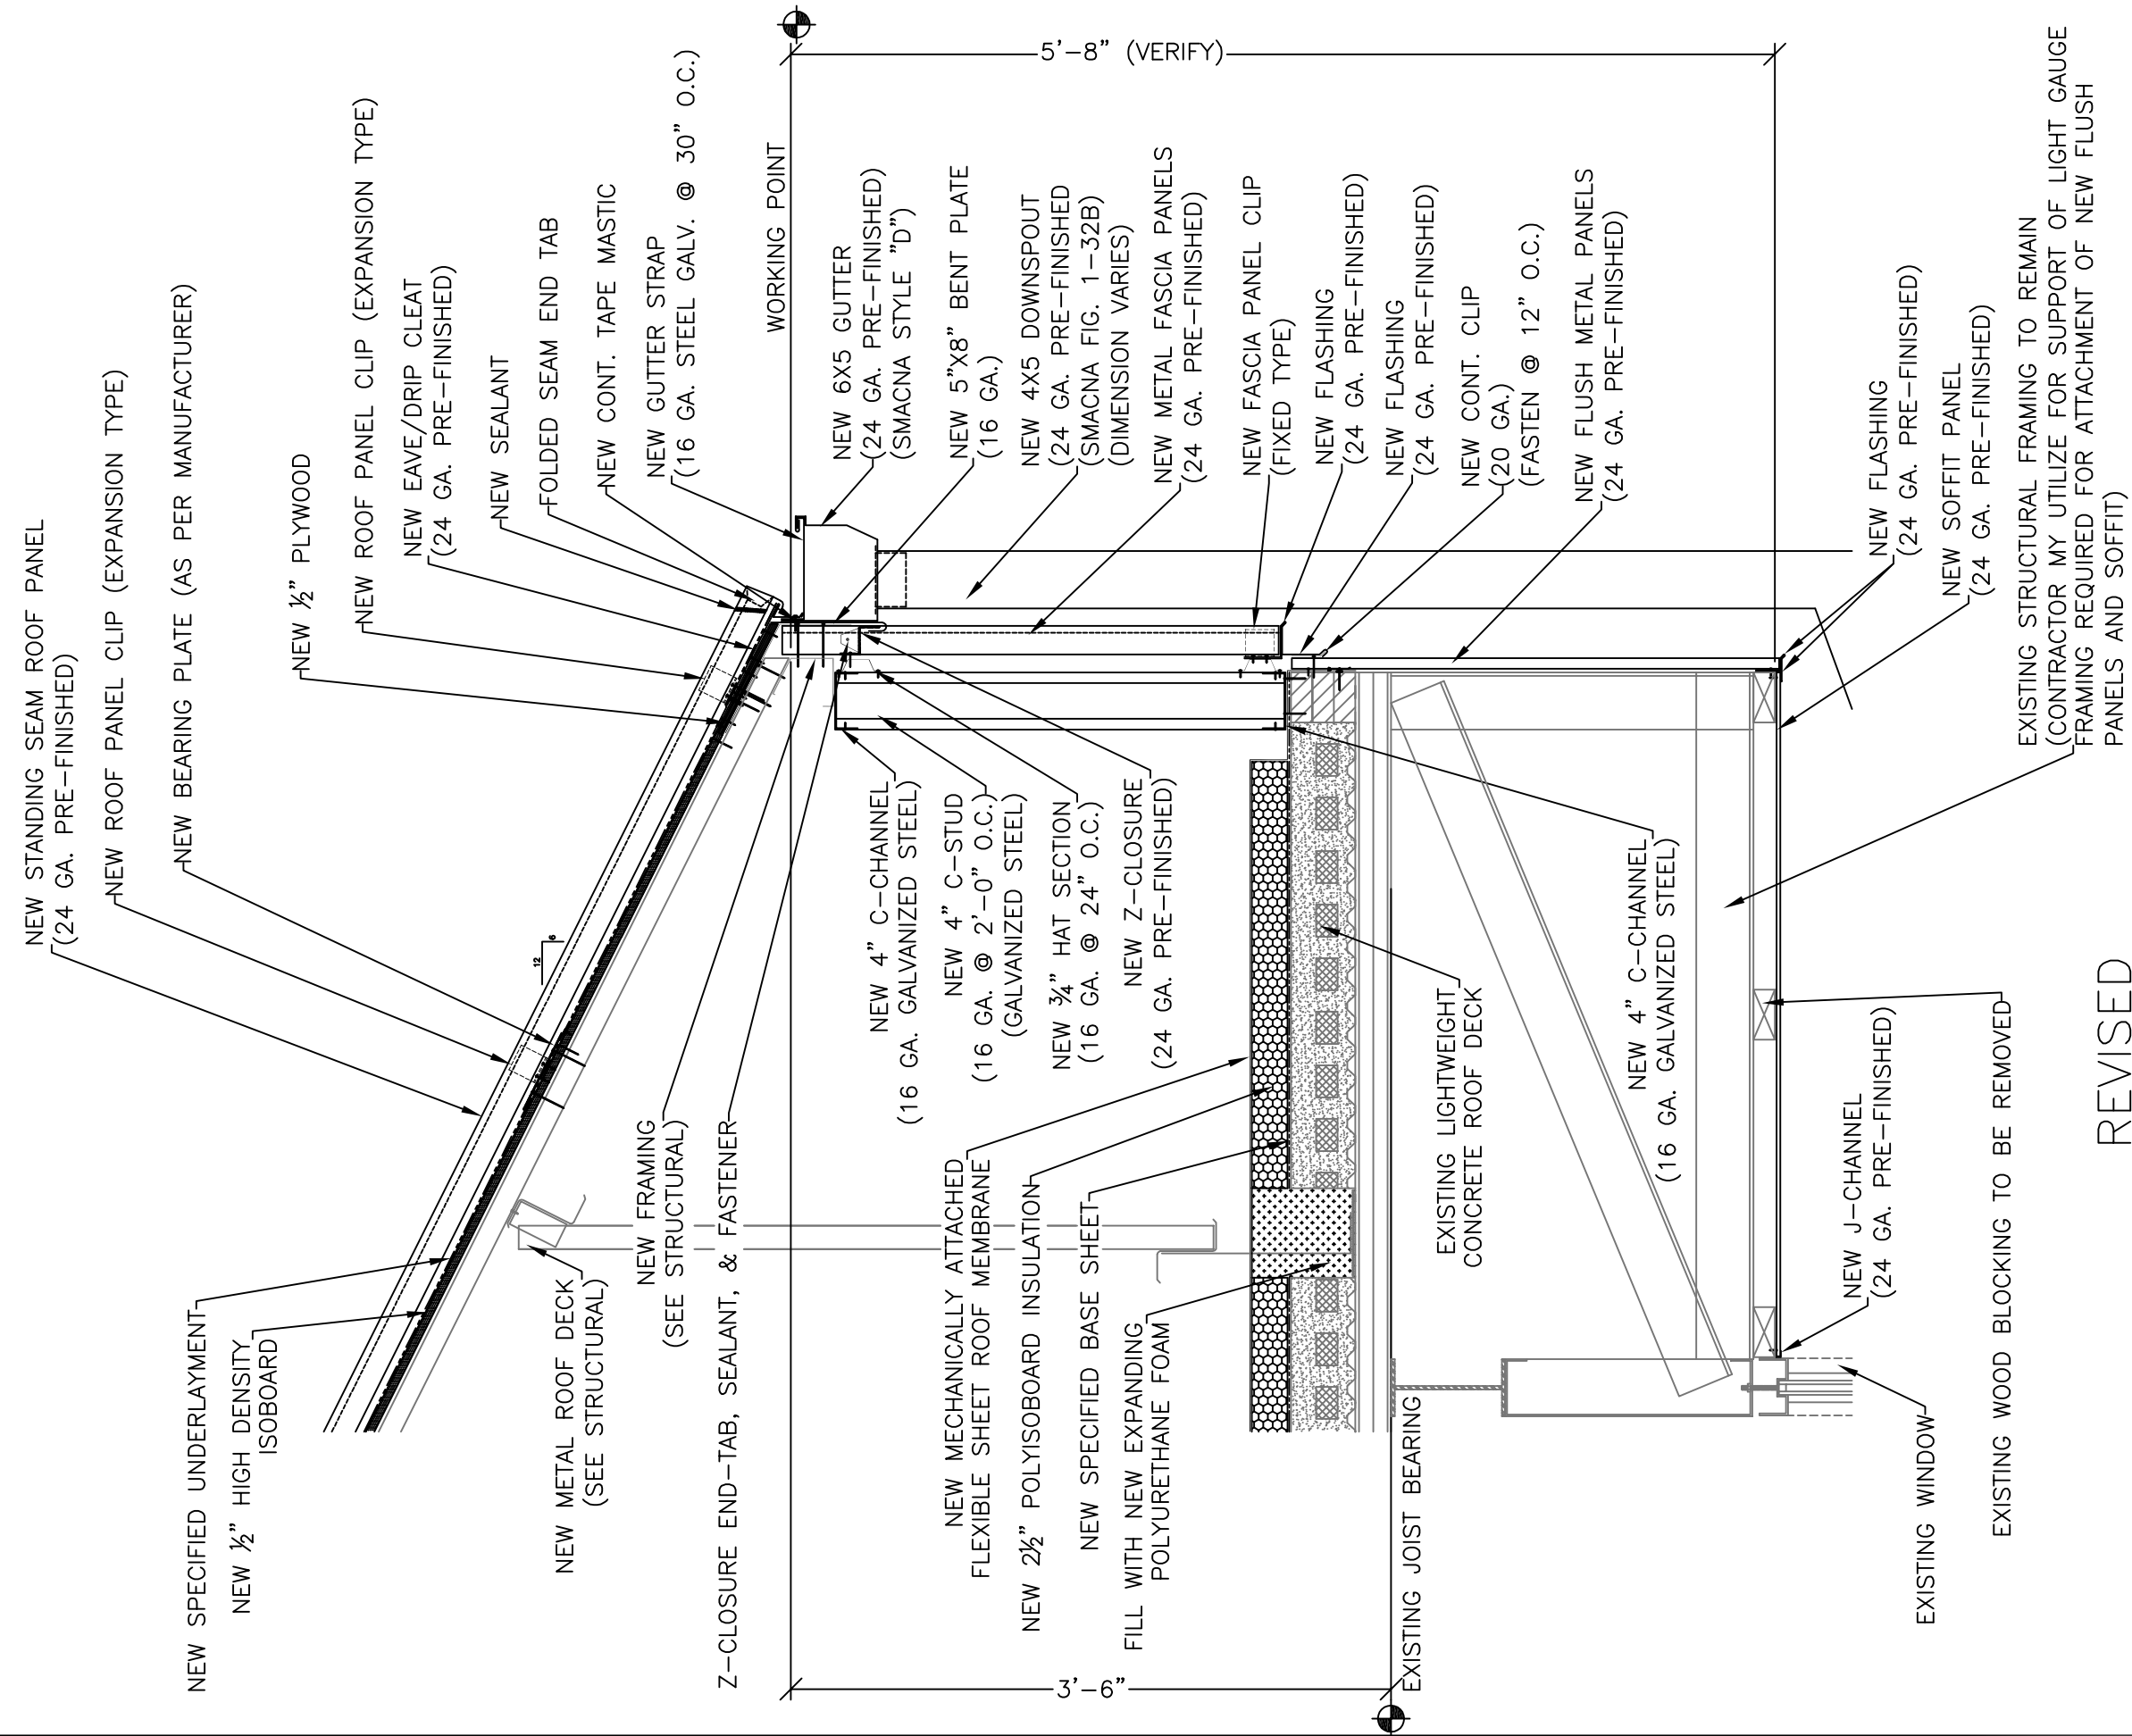 NEW STANDING SEAM ROOF PANEL
(24 GA. PRE-FINISHED)
NEW ROOF PANEL CLIP (EXPANSION TYPE)
NEW BEARING PLATE (AS PER MANUFACTURER)
NEW ½" PLYWOOD
NEW ROOF PANEL CLIP (EXPANSION TYPE)
NEW EAVE/DRIP CLEAT
(24 GA. PRE-FINISHED)
NEW SEALANT
FOLDED SEAM END TAB
NEW CONT. TAPE MASTIC
NEW GUTTER STRAP
(16 GA. STEEL GALV. @ 30" O.C.)
WORKING POINT
5'-8" (VERIFY)
NEW 6X5 GUTTER
(24 GA. PRE-FINISHED)
(SMACNA STYLE "D")
NEW 5"X8" BENT PLATE
(16 GA.)
NEW 4X5 DOWNSPOUT
(24 GA. PRE-FINISHED
(SMACNA FIG. 1-32B)
(DIMENSION VARIES)
NEW METAL FASCIA PANELS
(24 GA. PRE-FINISHED)
NEW FASCIA PANEL CLIP
(FIXED TYPE)
NEW FLASHING
(24 GA. PRE-FINISHED)
NEW FLASHING
(24 GA. PRE-FINISHED)
NEW CONT. CLIP
(20 GA.)
(FASTEN @ 12" O.C.)
NEW FLUSH METAL PANELS
(24 GA. PRE-FINISHED)
NEW FLASHING
(24 GA. PRE-FINISHED)
NEW SOFFIT PANEL
(24 GA. PRE-FINISHED)
EXISTING STRUCTURAL FRAMING TO REMAIN
(CONTRACTOR MY UTILIZE FOR SUPPORT OF LIGHT GAUGE
FRAMING REQUIRED FOR ATTACHMENT OF NEW FLUSH
PANELS AND SOFFIT)
12
6
NEW 4" C-CHANNEL
(16 GA. GALVANIZED STEEL)
NEW 4" C-STUD
(16 GA. @ 2'-0" O.C.)
(GALVANIZED STEEL)
NEW ¾" HAT SECTION
(16 GA. @ 24" O.C.)
NEW Z-CLOSURE
(24 GA. PRE-FINISHED)
NEW 4" C-CHANNEL
(16 GA. GALVANIZED STEEL)
EXISTING LIGHTWEIGHT
CONCRETE ROOF DECK
NEW J-CHANNEL
(24 GA. PRE-FINISHED)
EXISTING WOOD BLOCKING TO BE REMOVED
EXISTING WINDOW
NEW SPECIFIED UNDERLAYMENT
NEW ½" HIGH DENSITY
ISOBOARD
NEW METAL ROOF DECK
(SEE STRUCTURAL)
NEW FRAMING
(SEE STRUCTURAL)
Z-CLOSURE END-TAB, SEALANT, & FASTENER
NEW MECHANICALLY ATTACHED
FLEXIBLE SHEET ROOF MEMBRANE
NEW 2½" POLYISOBOARD INSULATION
NEW SPECIFIED BASE SHEET
FILL WITH NEW EXPANDING
POLYURETHANE FOAM
3'-6"
EXISTING JOIST BEARING
REVISED